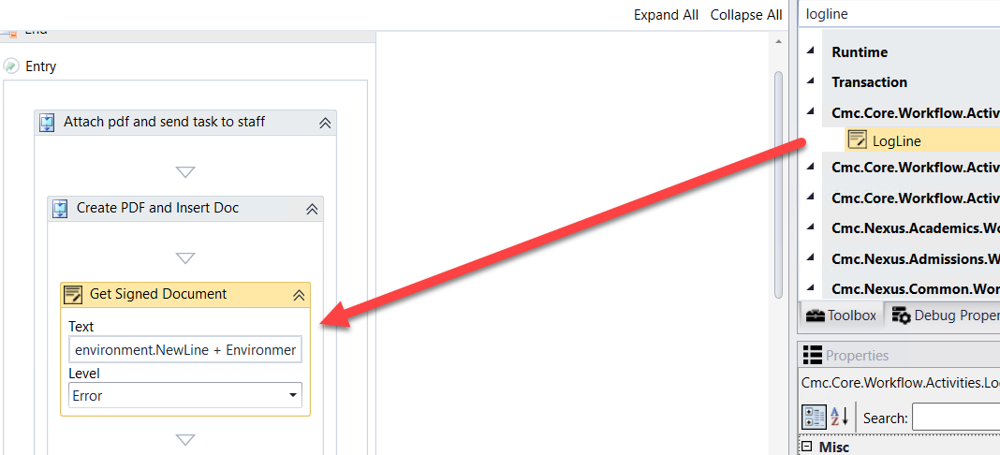 Expand All Collapse All
logline
End
Entry
Attach pdf and send task to staff
Create PDF and Insert Doc
Get Signed Document
Text
environment.NewLine + Environmer
Level
Error
Runtime
Transaction
Cmc.Core.Workflow.Activ
LogLine
Cmc.Core.Workflow.Activ
Cmc.Core.Workflow.Activ
Cmc.Nexus.Academics.Wo
Cmc.Nexus.Admissions.W
Cmc.Nexus.Common.Wor
Toolbox Debug Proper
Properties
Cmc.Core.Workflow.Activities.Lo
A Z Search:
Misc